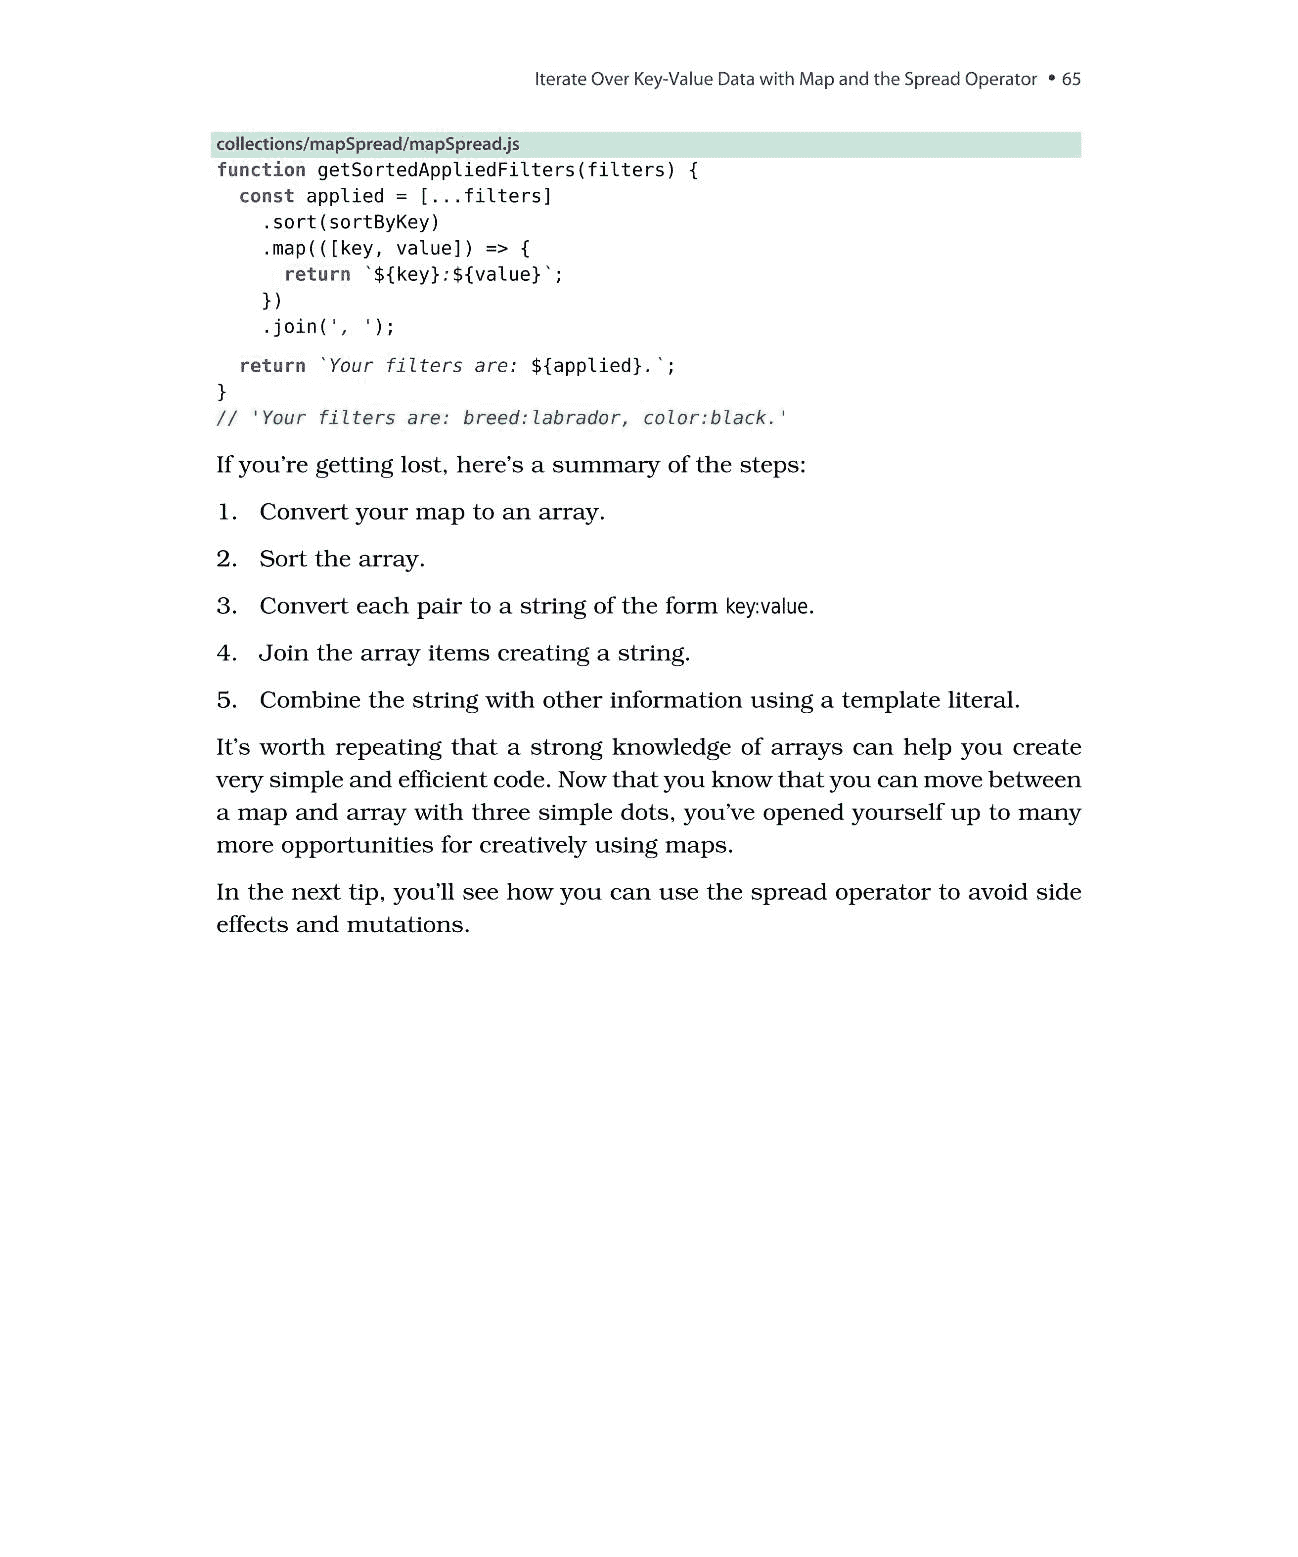 Iterate Over Key-Value Data with Map and the Spread Operator • 65
collections/mapSpread/mapSpread.js
function getSortedAppliedFilters(filters) {
  const applied = [...filters]
    .sort(sortByKey)
    .map(([key, value]) => {
      return `${key}:${value}`;
    })
    .join(', ');
  return `Your filters are: ${applied}.`;
}
// 'Your filters are: breed:labrador, color:black.'
If you’re getting lost, here’s a summary of the steps:
1. Convert your map to an array.
2. Sort the array.
3. Convert each pair to a string of the form key:value.
4. Join the array items creating a string.
5. Combine the string with other information using a template literal.
It’s worth repeating that a strong knowledge of arrays can help you create
very simple and efficient code. Now that you know that you can move between
a map and array with three simple dots, you’ve opened yourself up to many
more opportunities for creatively using maps.
In the next tip, you’ll see how you can use the spread operator to avoid side
effects and mutations.